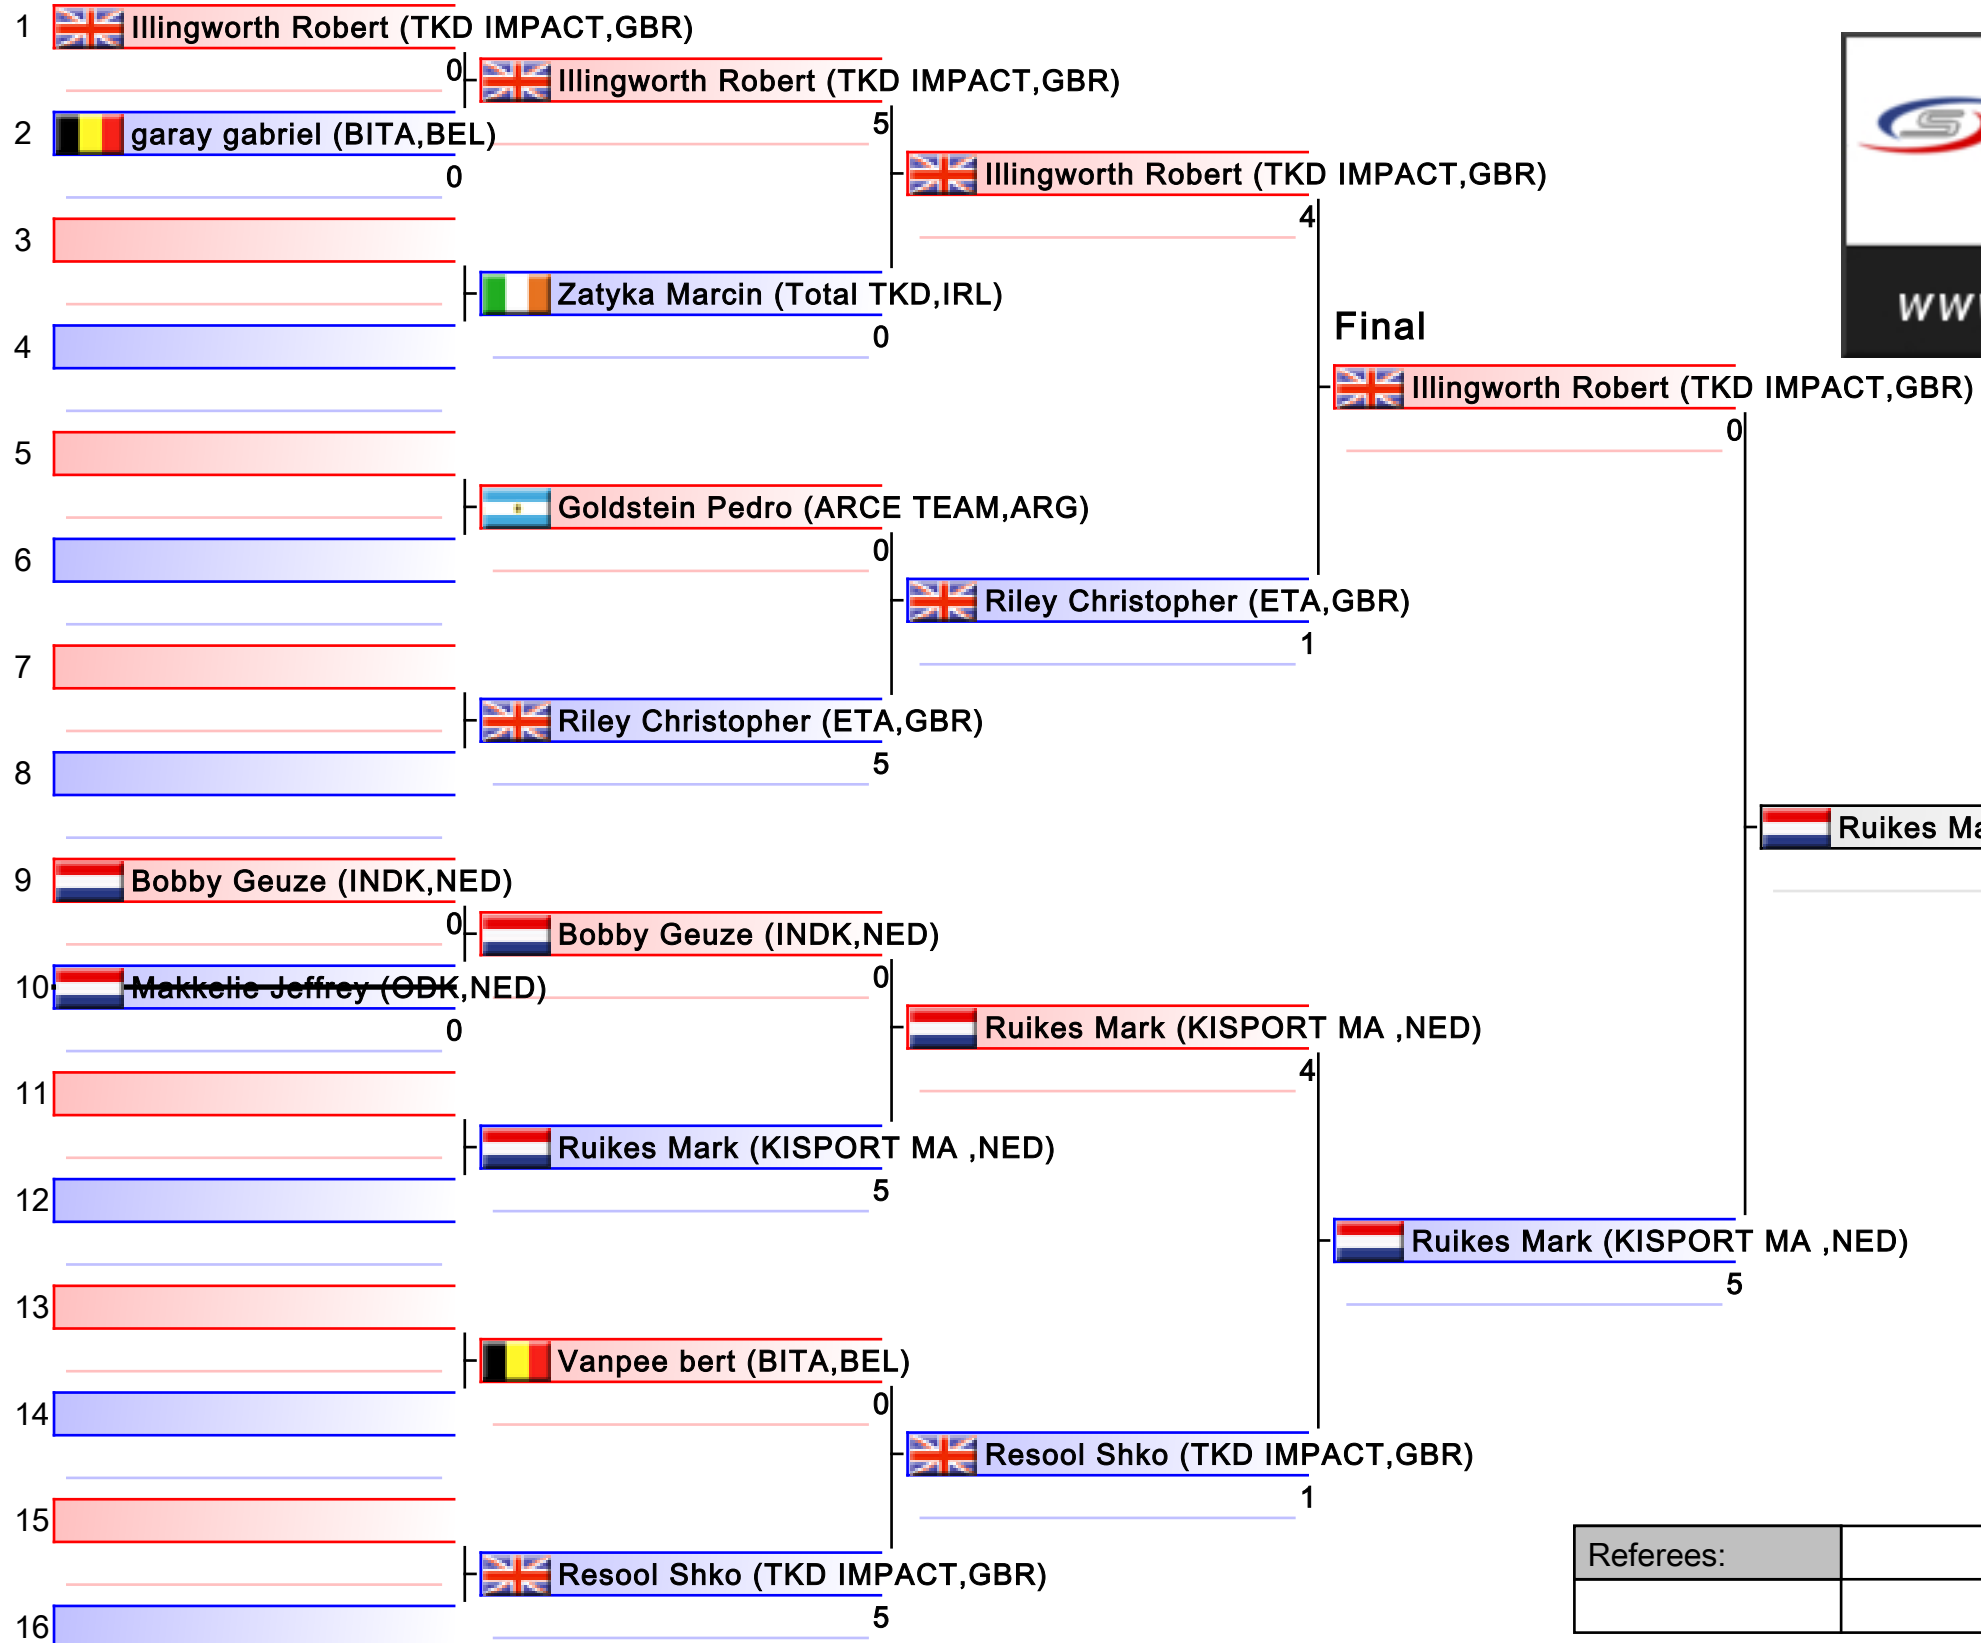 1 Illingworth Robert (TKD IMPACT,GBR)
0
Illingworth Robert (TKD IMPACT,GBR)
5
2 garay gabriel (BITA,BEL)
0
Illingworth Robert (TKD IMPACT,GBR)
4
3
Zatyka Marcin (Total TKD,IRL)
0
4
Final
Illingworth Robert (TKD IMPACT,GBR)
0
5
Goldstein Pedro (ARCE TEAM,ARG)
0
6
Riley Christopher (ETA,GBR)
1
7
Riley Christopher (ETA,GBR)
5
8
Ruikes
9 Bobby Geuze (INDK,NED)
0
Bobby Geuze (INDK,NED)
0
10 Makkelie Jeffrey (ODK,NED)
0
Ruikes Mark (KISPORT MA ,NED)
4
11
Ruikes Mark (KISPORT MA ,NED)
5
12
Ruikes Mark (KISPORT MA ,NED)
5
13
Vanpee bert (BITA,BEL)
0
14
Resool Shko (TKD IMPACT,GBR)
1
15
Resool Shko (TKD IMPACT,GBR)
5
16
Referees: